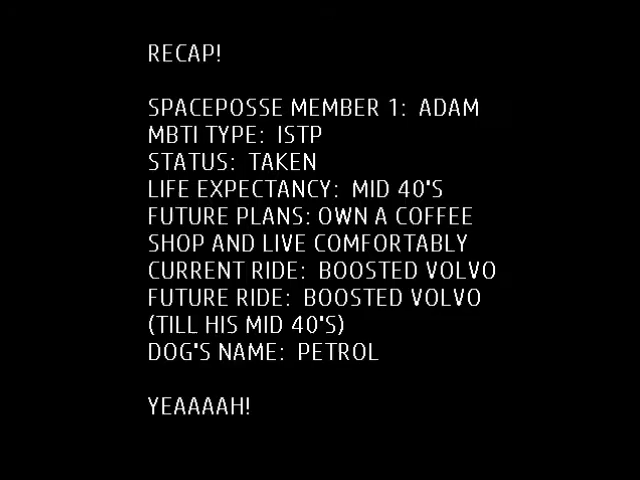 RECAP!
SPACEPOSSE MEMBER 1: ADAM
MBTI TYPE: ISTP
STATUS: TAKEN
LIFE EXPECTANCY: MID 40'S
FUTURE PLANS: OWN A COFFEE
SHOP AND LIVE COMFORTABLY
CURRENT RIDE: BOOSTED VOLVO
FUTURE RIDE: BOOSTED VOLVO
(TILL HIS MID 40'S)
DOG'S NAME: PETROL
YEAAAAH!